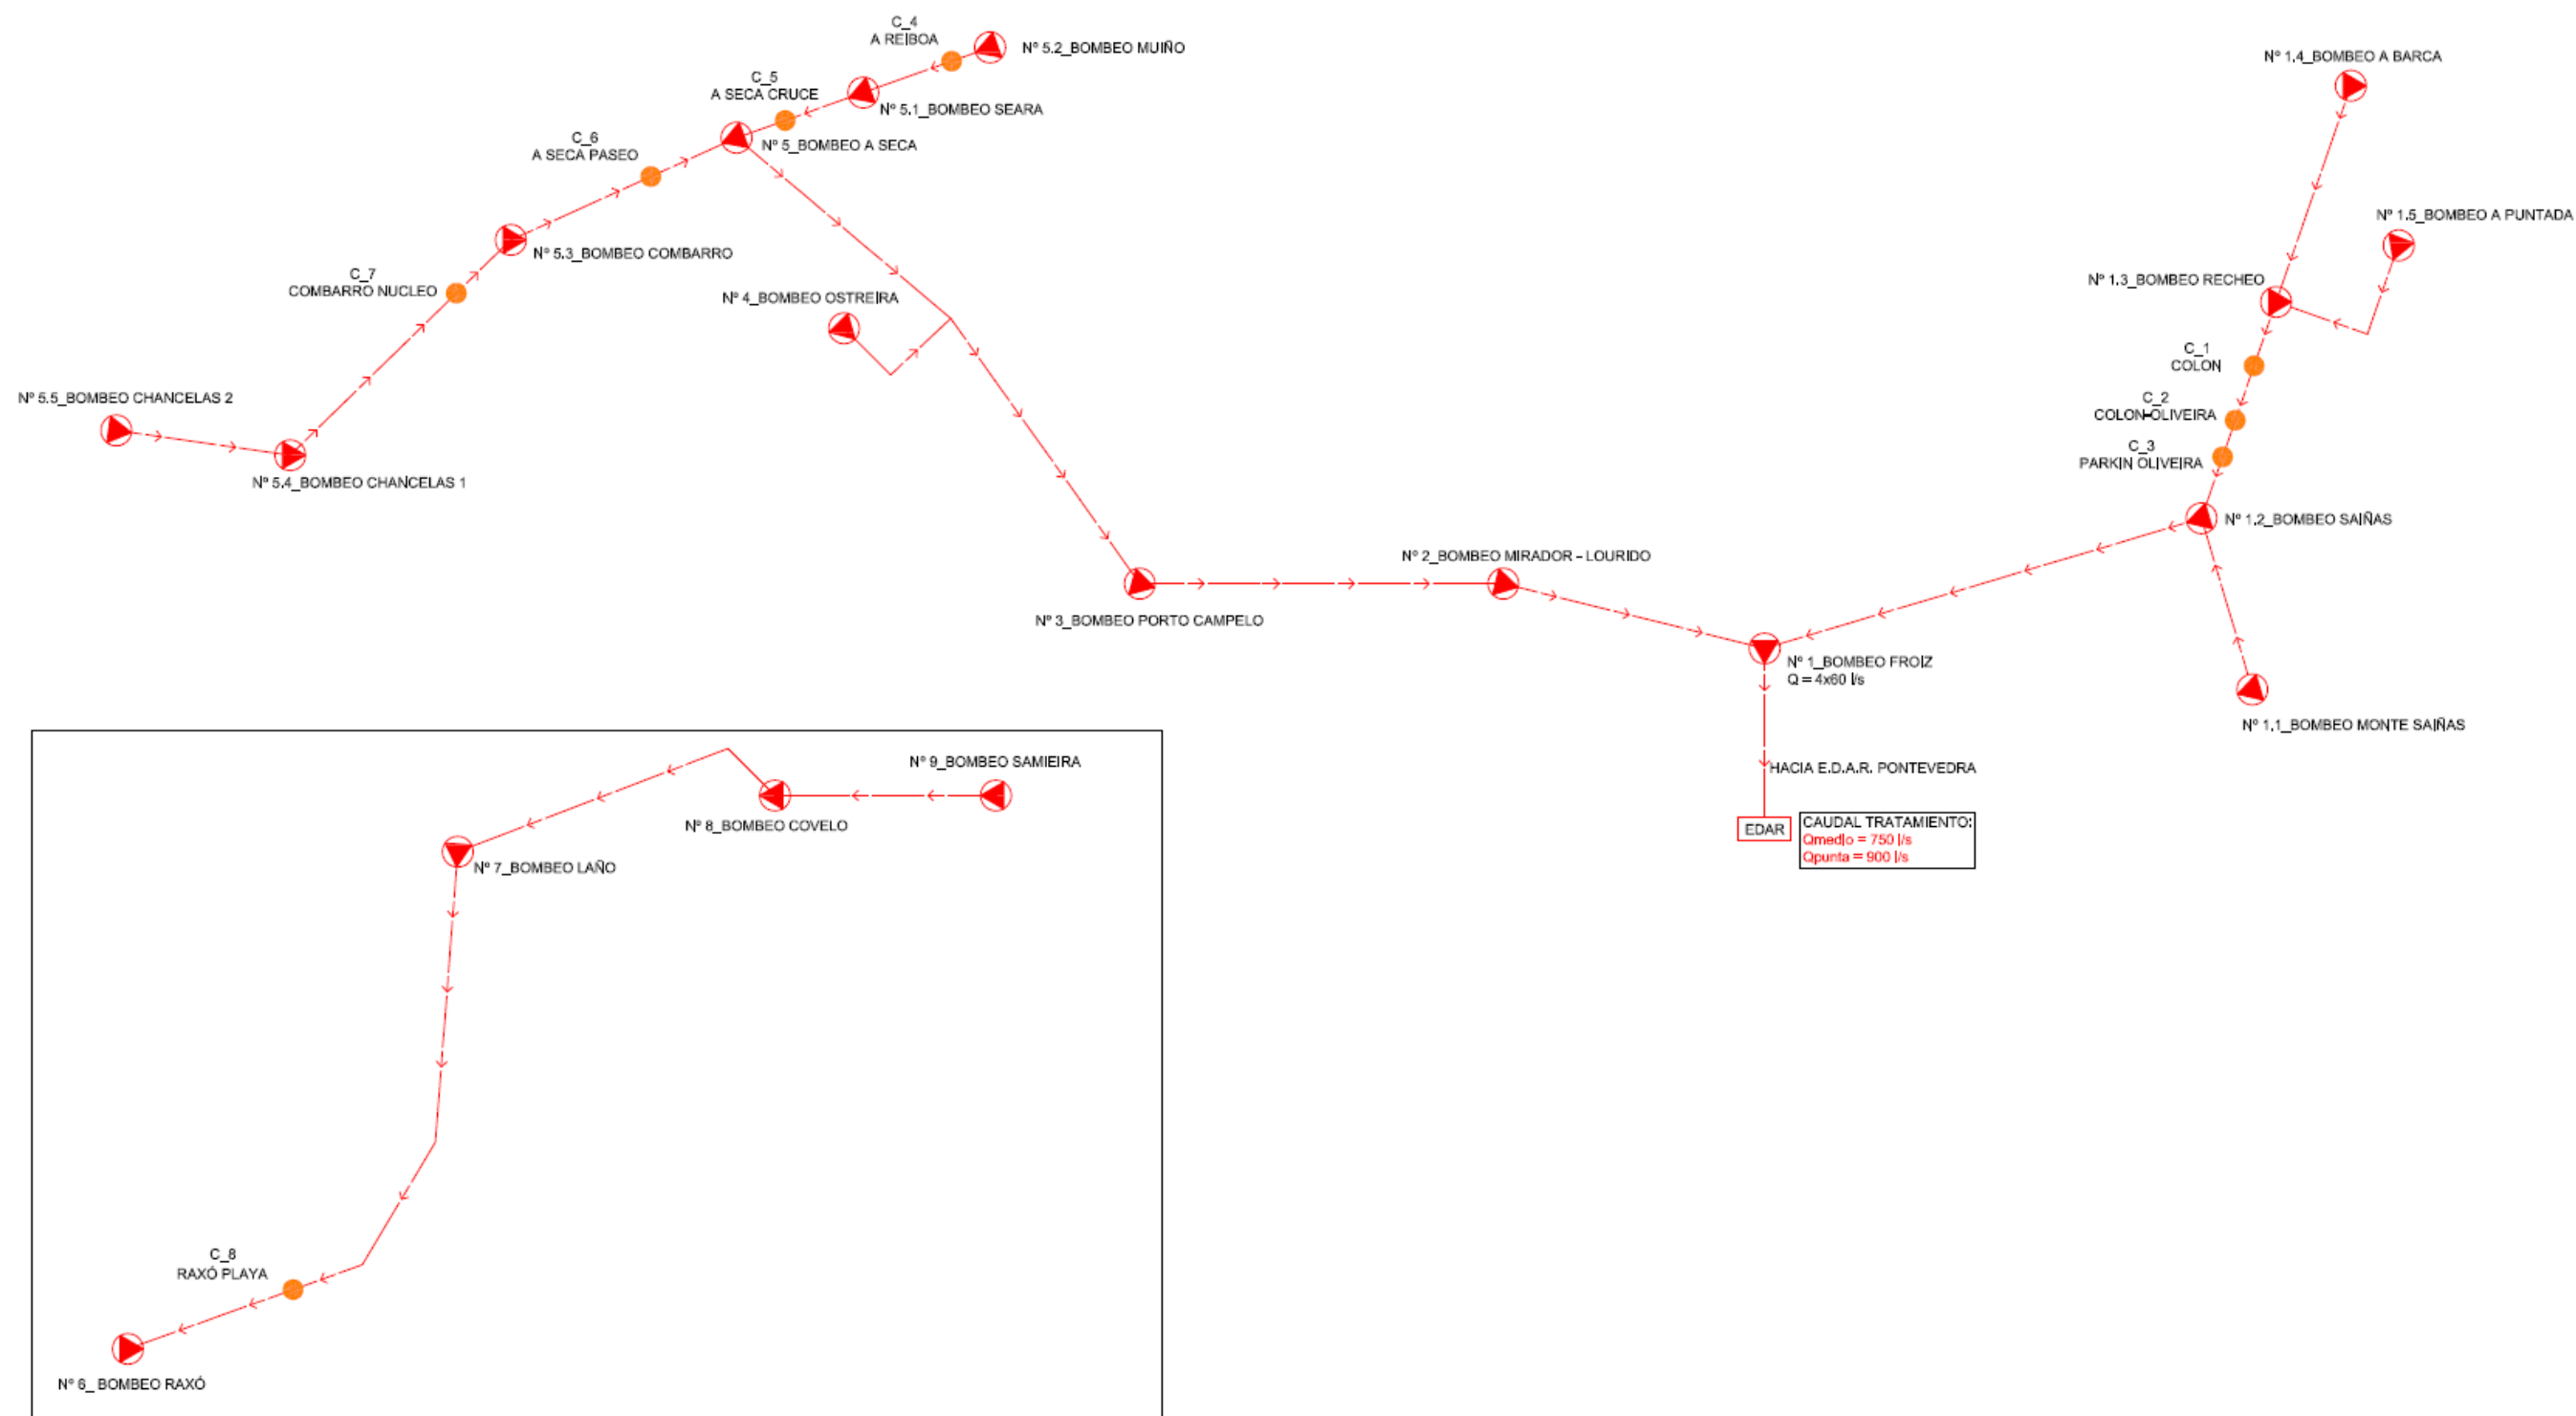 C_4
A REIBOA
Nº 5.2_BOMBEO MUIÑO
C_5
A SECA CRUCE
Nº 5.1_BOMBEO SEARA
C_6
A SECA PASEO
Nº 5_BOMBEO A SECA
Nº 1.4_BOMBEO A BARCA
Nº 1.5_BOMBEO A PUNTADA
Nº 5.3_BOMBEO COMBARRO
C_7
COMBARRO NUCLEO
Nº 4_BOMBEO OSTREIRA
Nº 1.3_BOMBEO RECHEO
C_1
COLON
C_2
COLON-OLIVEIRA
C_3
PARKIN OLIVEIRA
Nº 5.5_BOMBEO CHANCELAS 2
Nº 5.4_BOMBEO CHANCELAS 1
Nº 1.2_BOMBEO SAIÑAS
Nº 2_BOMBEO MIRADOR - LOURIDO
Nº 3_BOMBEO PORTO CAMPELO
Nº 1_BOMBEO FROIZ
Q = 4x60 l/s
Nº 1.1_BOMBEO MONTE SAIÑAS
HACIA E.D.A.R. PONTEVEDRA
EDAR
CAUDAL TRATAMIENTO:
Qmedio = 750 l/s
Qpunta = 900 l/s
Nº 9_BOMBEO SAMIEIRA
Nº 8_BOMBEO COVELO
Nº 7_BOMBEO LAÑO
C_8
RAXÓ PLAYA
Nº 6_ BOMBEO RAXÓ